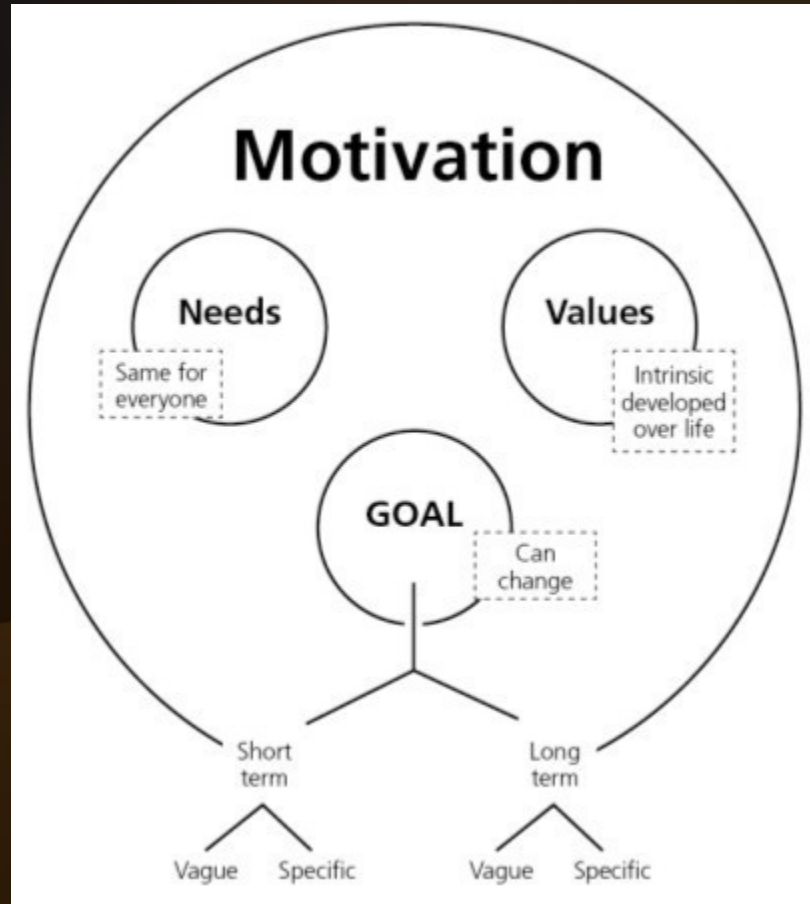 Motivation
Needs
Same for
everyone
Values
Intrinsic
developed
over life
GOAL
Can
change
Short
term
Long
term
Vague
Specific
Vague
Specific